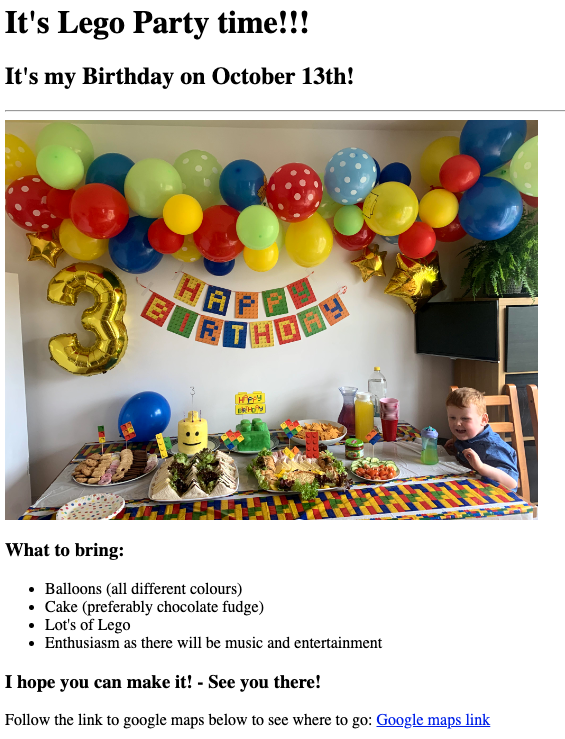 It's Lego Party time!!!
It's my Birthday on October 13th!
3
HAPPY
BIRTHDAY
3
HAPPY
BIRTHDAY
What to bring:
Balloons (all different colours)
Cake (preferably chocolate fudge)
Lot's of Lego
Enthusiasm as there will be music and entertainment
I hope you can make it! - See you there!
Follow the link to google maps below to see where to go: Google maps link